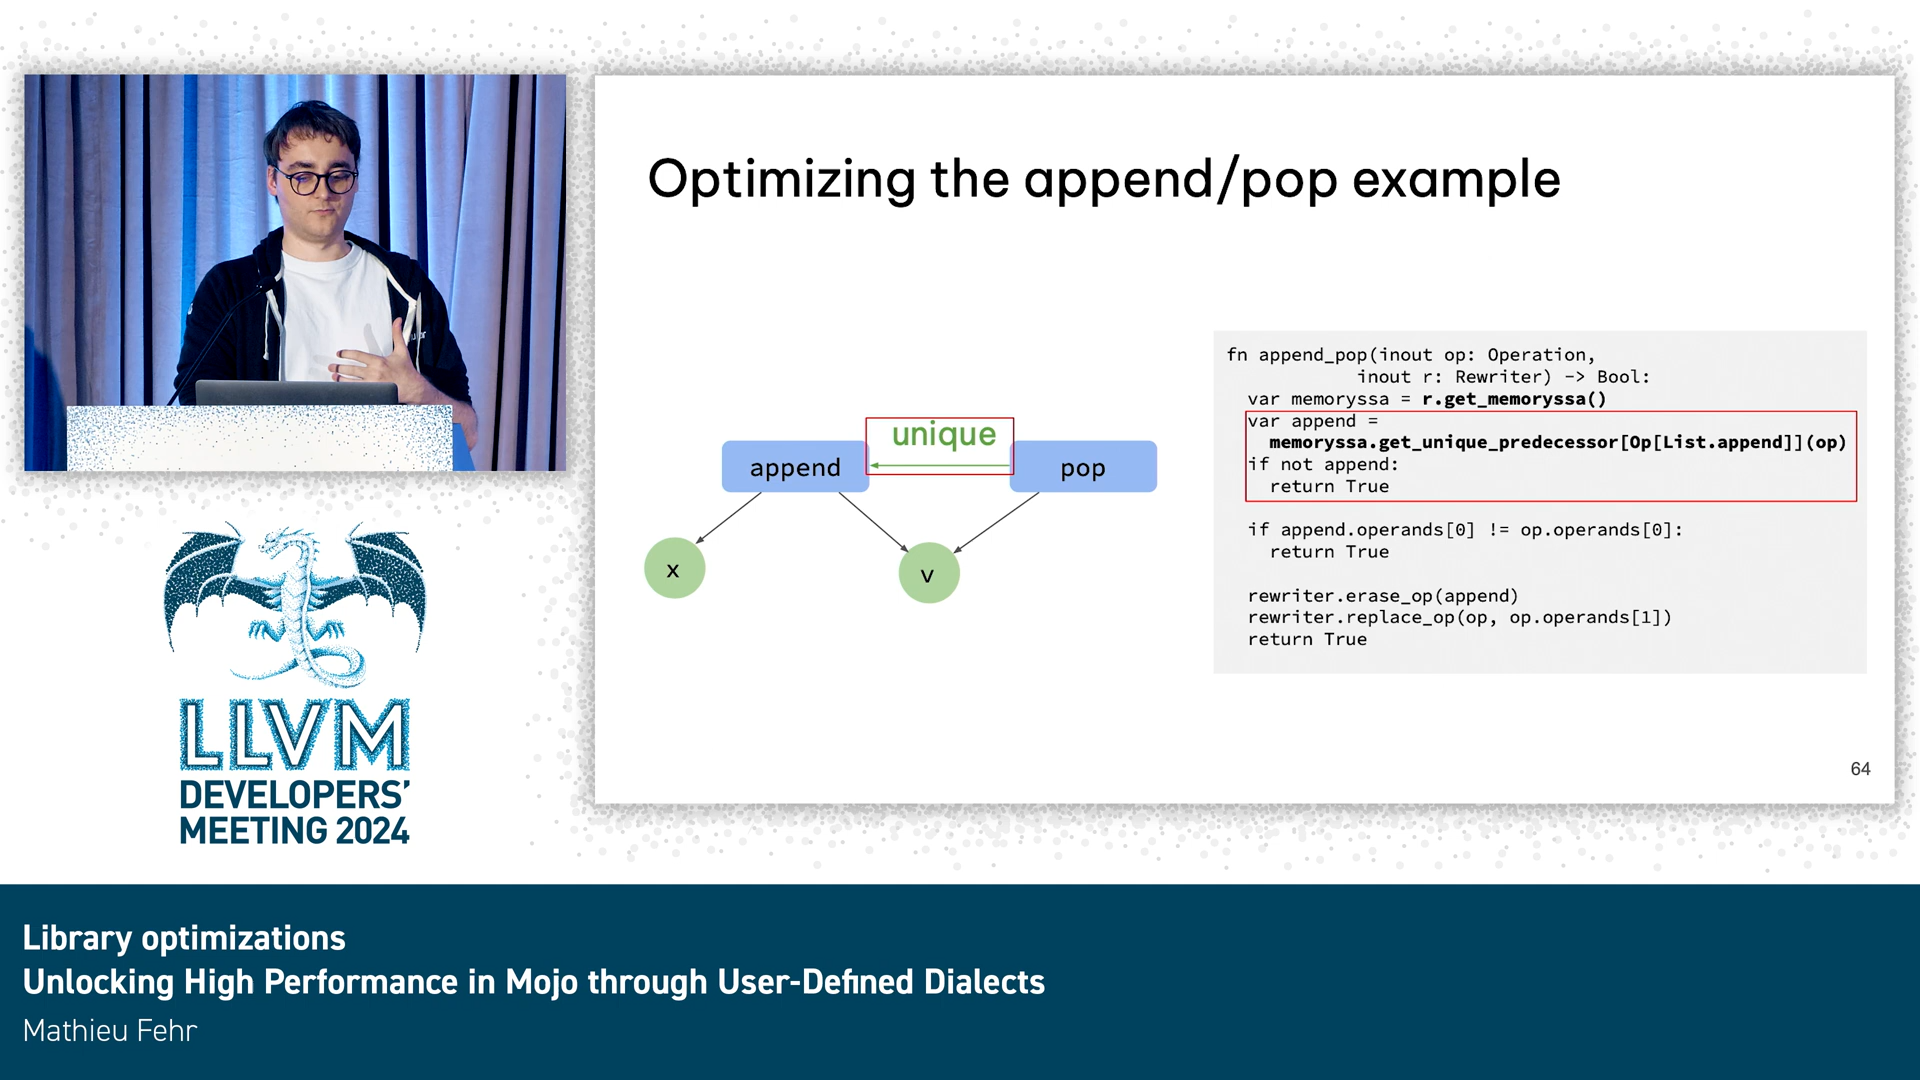 Optimizing the append/pop example
unique
append
pop
x
v
fn append_pop(inout op: Operation,
inout r: Rewriter) -> Bool:
var memoryssa = r.get_memoryssa()
var append =
memoryssa.get_unique_predecessor[Op[List.append]](op)
if not append:
return True
if append.operands[0] != op.operands[0]:
return True
rewriter.erase_op(append)
rewriter.replace_op(op, op.operands[1])
return True
64
LLVM
DEVELOPERS'
MEETING 2024
Library optimizations
Unlocking High Performance in Mojo through User-Defined Dialects
Mathieu Fehr